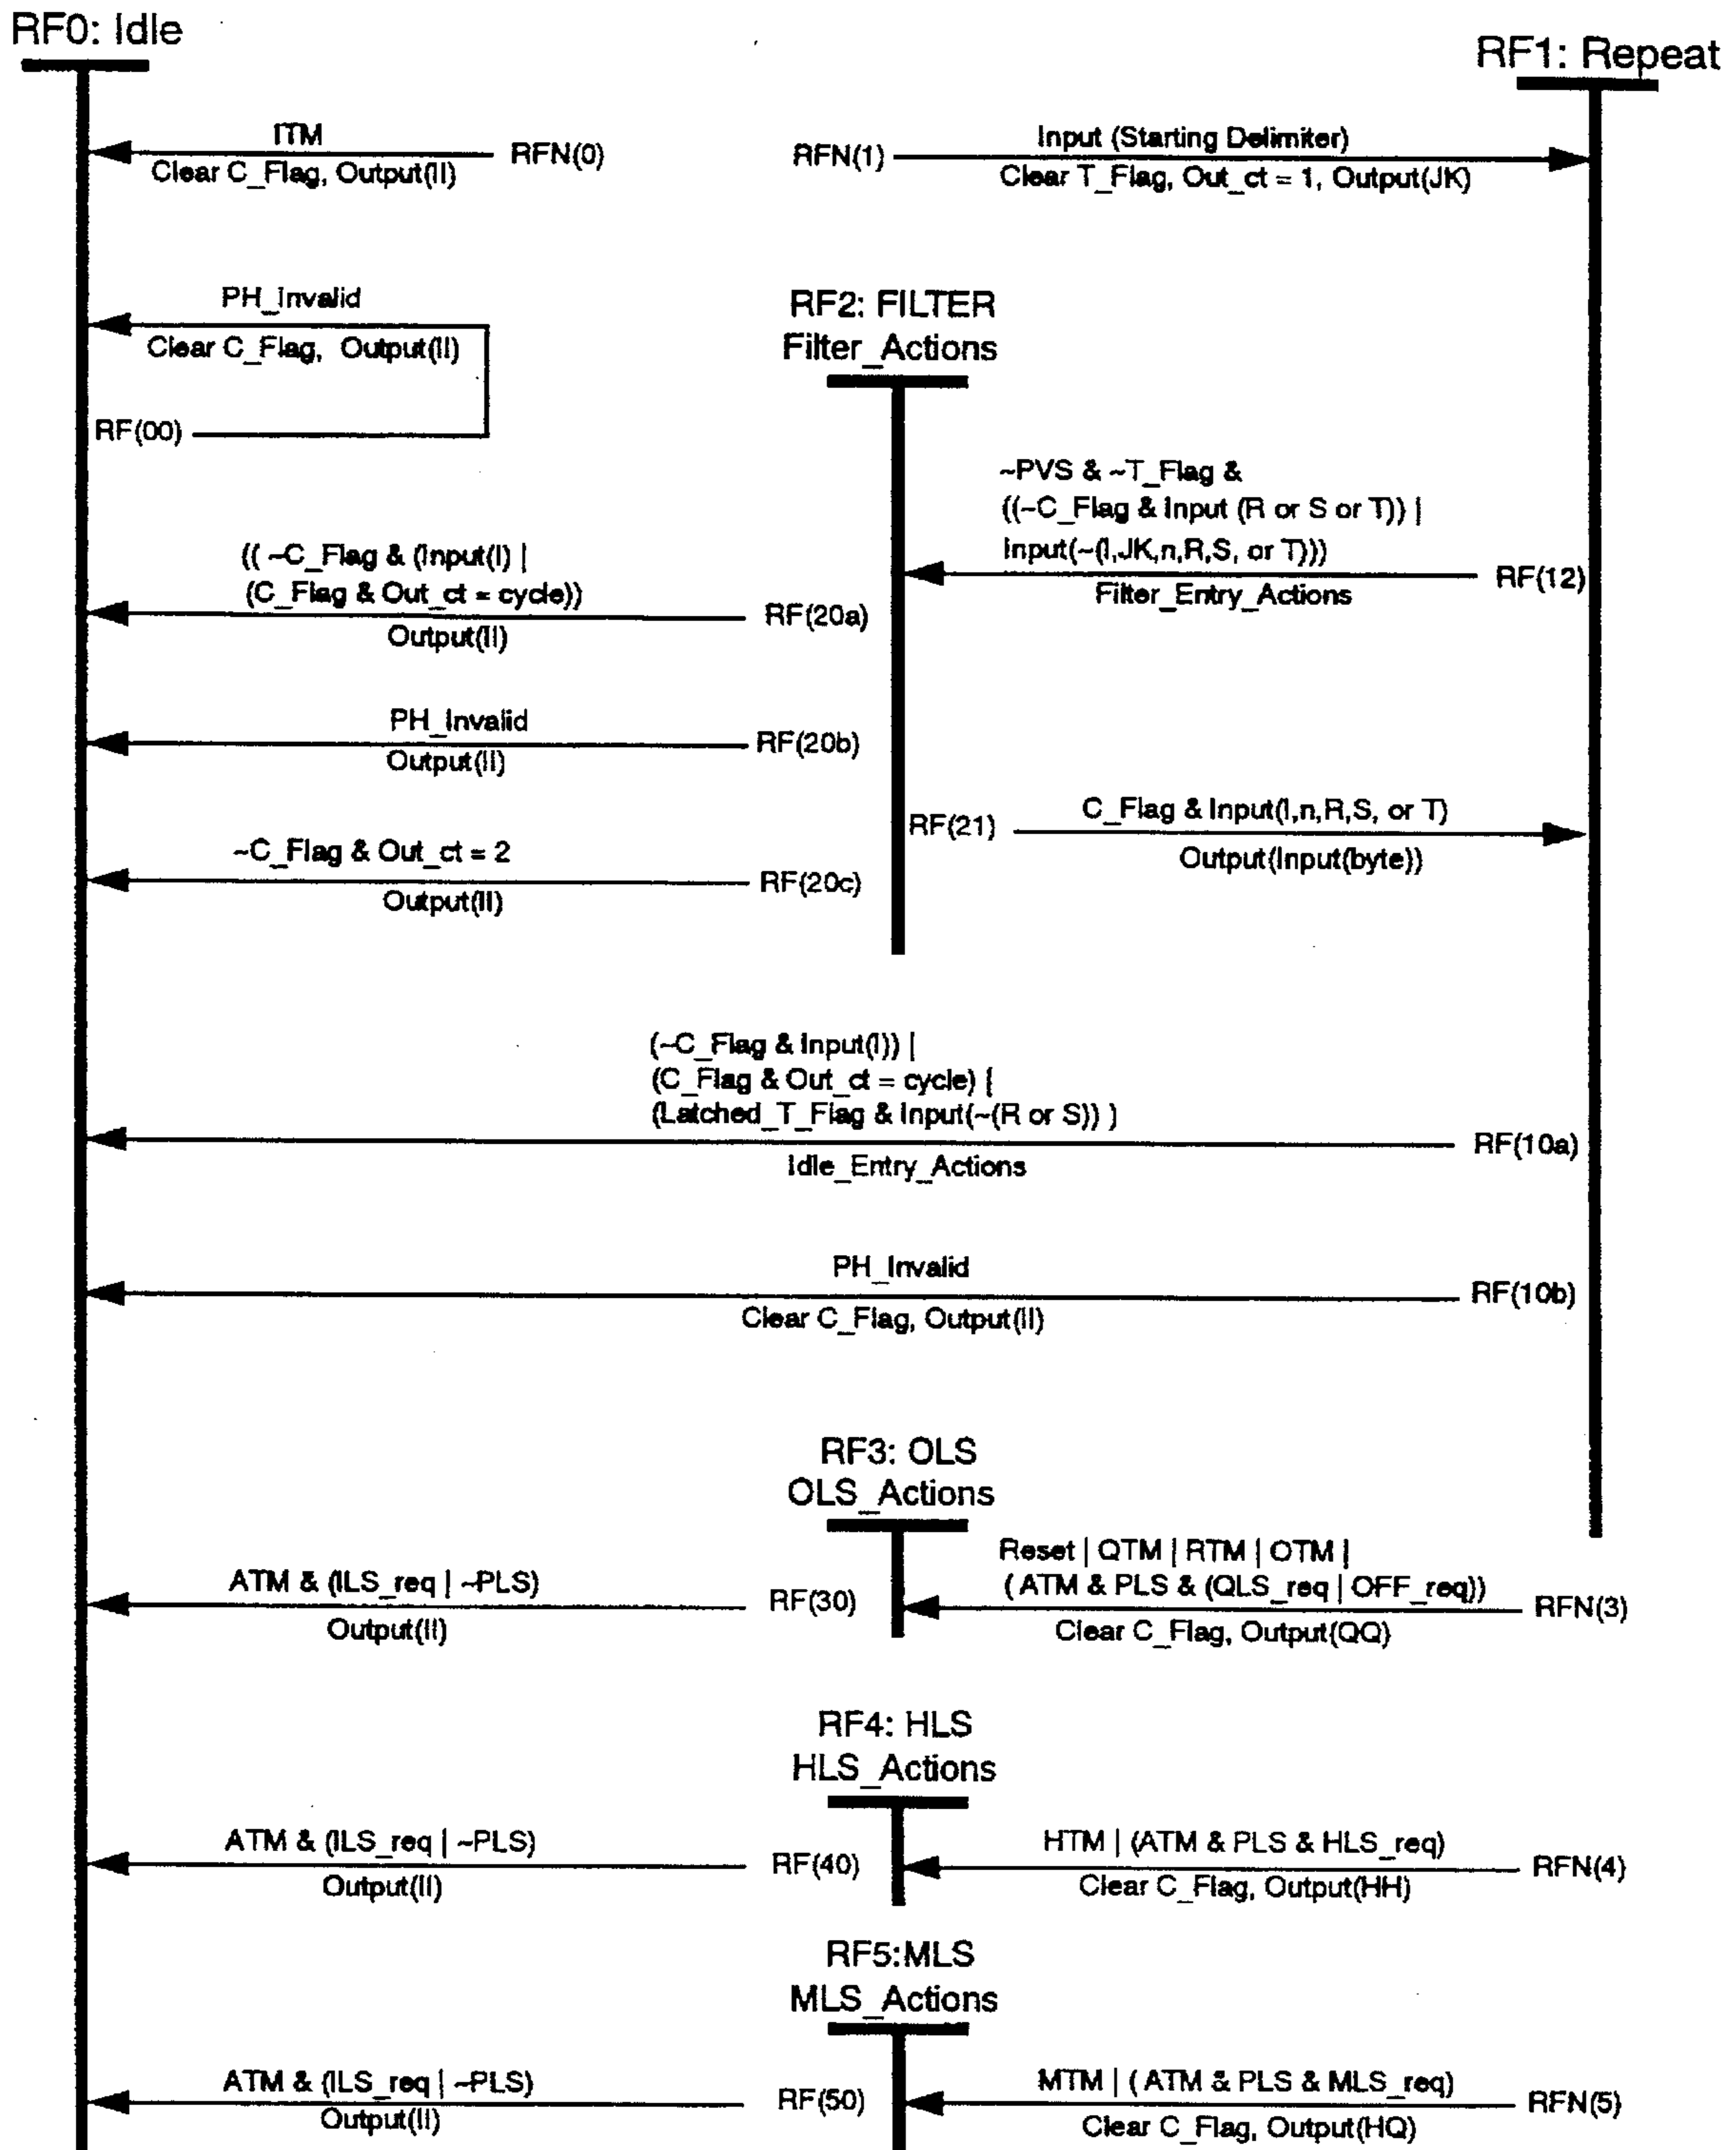 RF0: Idle
RF1: Repeat
ITM
RFN(0)
Clear C_Flag, Output(II)
RFN(1)
Input (Starting Delimiter)
Clear T_Flag, Out_ct = 1, Output(JK)
PH_Invalid
Clear C_Flag, Output(II)
RF(00)
RF2: FILTER
Filter_Actions
~PVS & ~T_Flag &
((~C_Flag & Input (R or S or T)) |
Input(~(I,JK,n,R,S, or T)))
RF(12)
Filter_Entry_Actions
(( ~C_Flag & (Input(I) |
(C_Flag & Out_ct = cycle))
RF(20a)
Output(II)
PH_Invalid
RF(20b)
Output(II)
RF(21)
C_Flag & Input(I,n,R,S, or T)
Output(Input(byte))
~C_Flag & Out_ct = 2
RF(20c)
Output(II)
(~C_Flag & Input(I)) |
(C_Flag & Out_ct = cycle) |
(Latched_T_Flag & Input(~(R or S)) )
RF(10a)
Idle_Entry_Actions
PH_Invalid
RF(10b)
Clear C_Flag, Output(II)
RF3: OLS
OLS_Actions
Reset | QTM | RTM | OTM |
( ATM & PLS & (QLS_req | OFF_req))
RFN(3)
Clear C_Flag, Output(QQ)
ATM & (ILS_req | ~PLS)
RF(30)
Output(II)
RF4: HLS
HLS_Actions
ATM & (ILS_req | ~PLS)
RF(40)
Output(II)
HTM | (ATM & PLS & HLS_req)
RFN(4)
Clear C_Flag, Output(HH)
RF5:MLS
MLS_Actions
ATM & (ILS_req | ~PLS)
RF(50)
Output(II)
MTM | ( ATM & PLS & MLS_req)
RFN(5)
Clear C_Flag, Output(HQ)